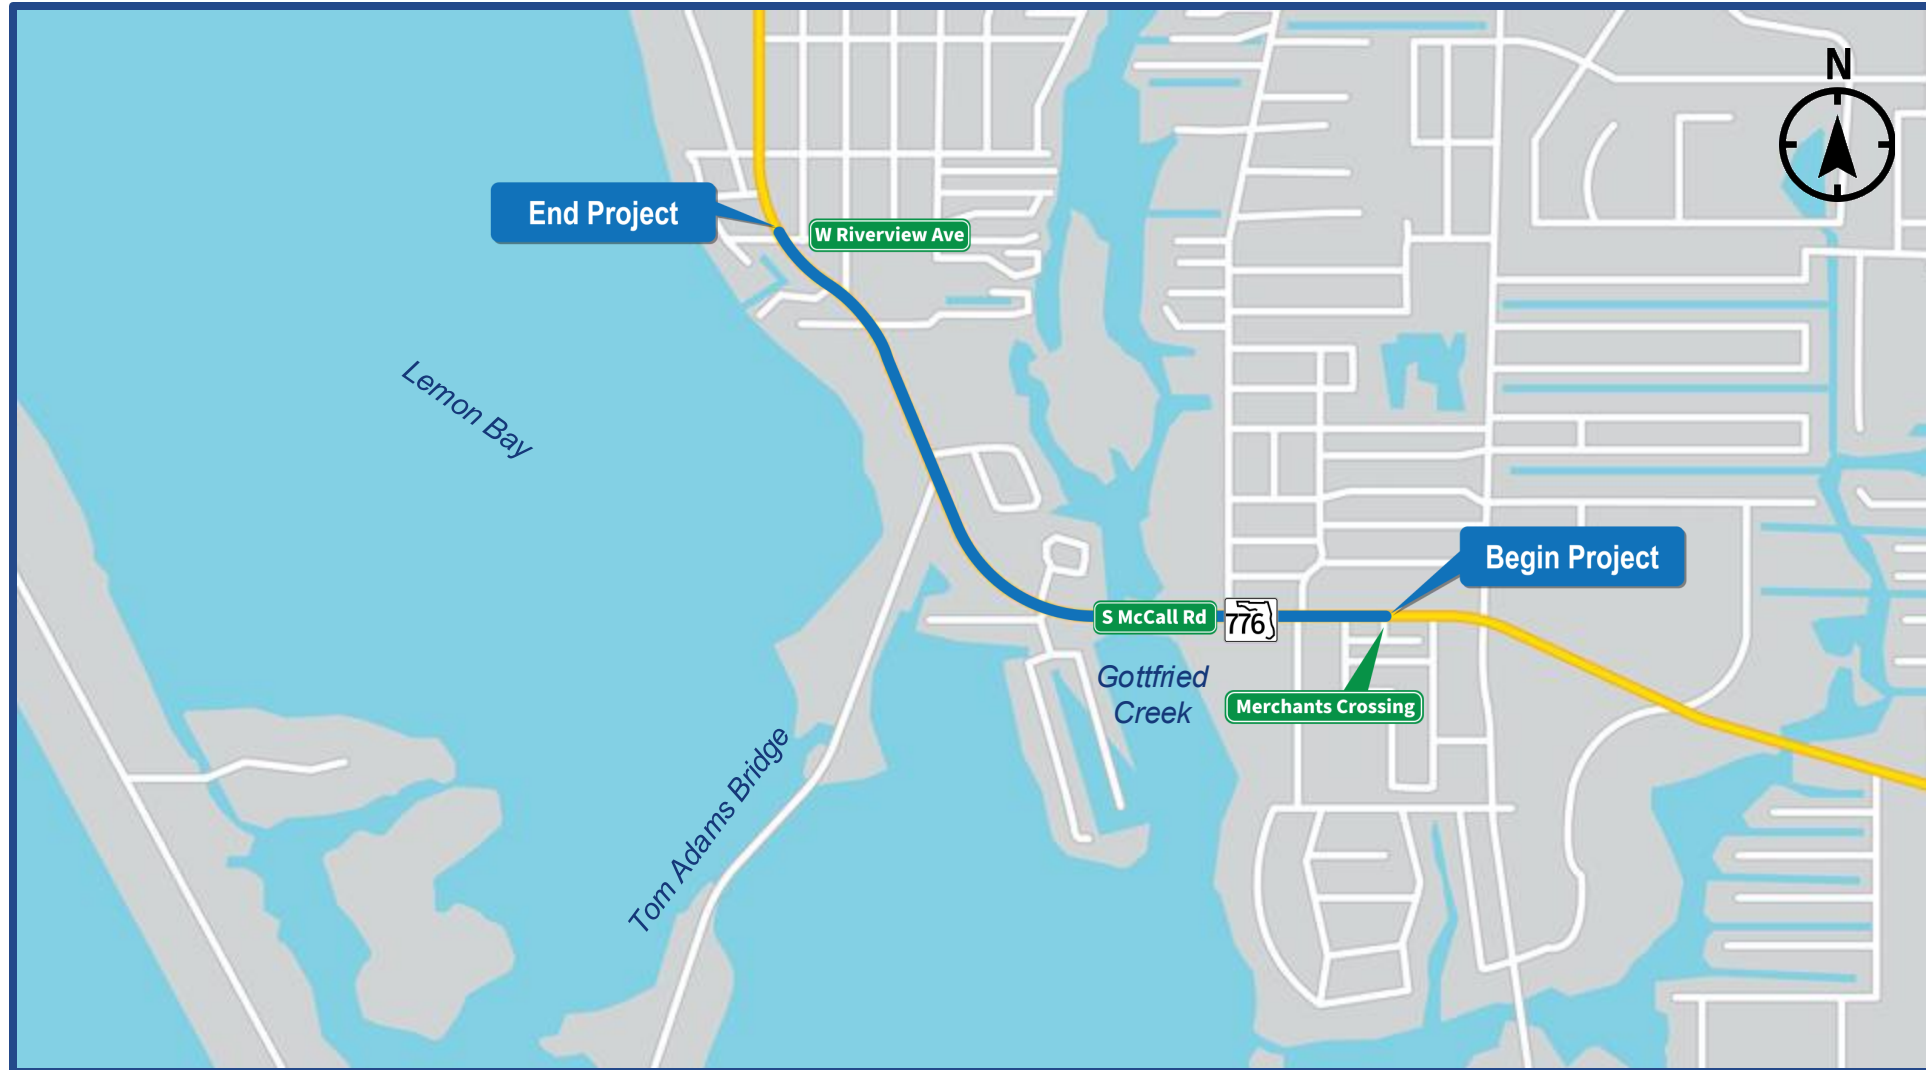 N
End Project
W Riverview Ave
Lemon Bay
Begin Project
S McCall Rd
776
Gottfried
Creek
Merchants Crossing
Tom Adams Bridge